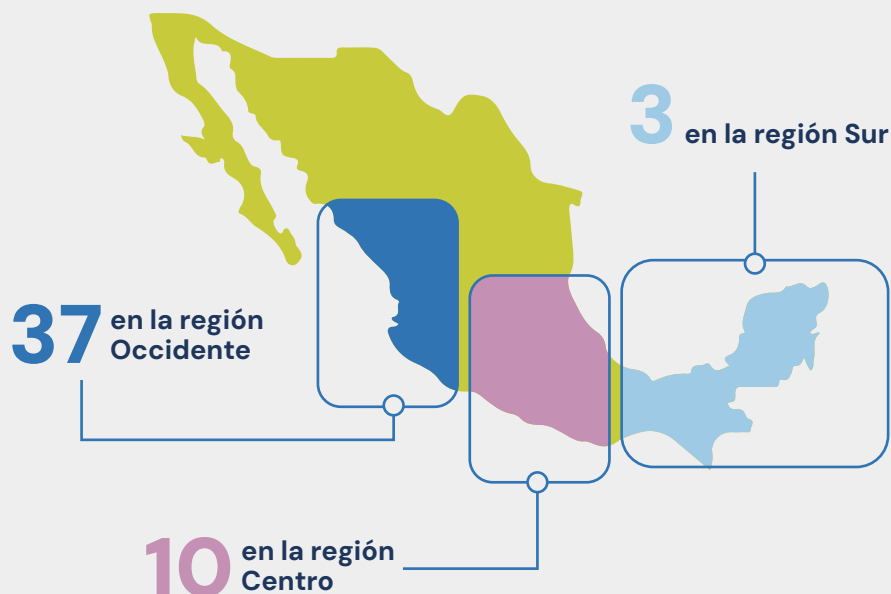 3 en la región Sur
37 en la región
Occidente
10 en la región
Centro